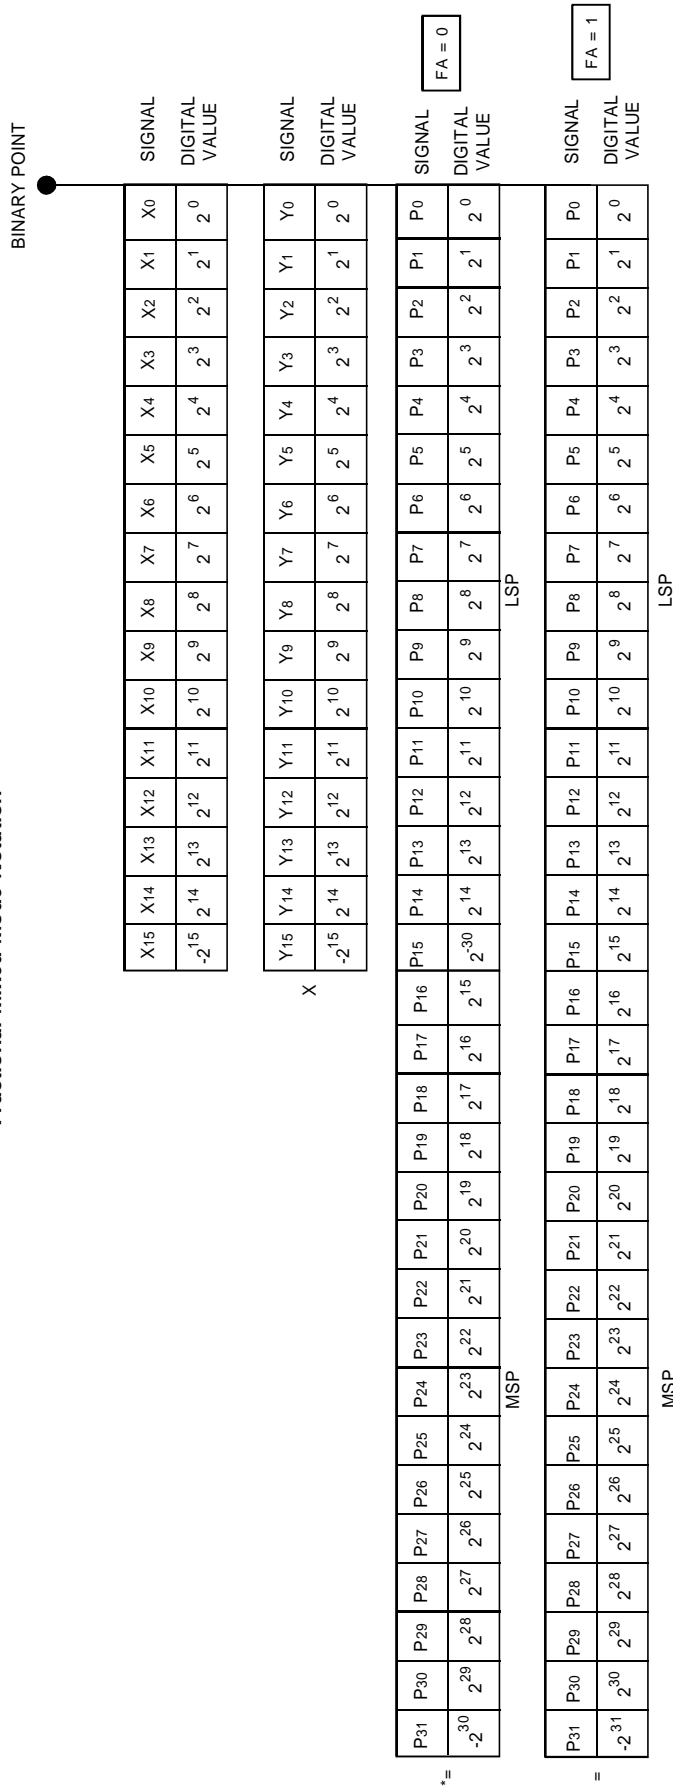 BINARY POINT
X15 X14 X13 X12 X11 X10 X9 X8 X7 X6 X5 X4 X3 X2 X1 X0 SIGNAL
-2^15 2^14 2^13 2^12 2^11 2^10 2^9 2^8 2^7 2^6 2^5 2^4 2^3 2^2 2^1 2^0 DIGITAL VALUE
X Y15 Y14 Y13 Y12 Y11 Y10 Y9 Y8 Y7 Y6 Y5 Y4 Y3 Y2 Y1 Y0 SIGNAL
-2^15 2^14 2^13 2^12 2^11 2^10 2^9 2^8 2^7 2^6 2^5 2^4 2^3 2^2 2^1 2^0 DIGITAL VALUE
P31 P30 P29 P28 P27 P26 P25 P24 P23 P22 P21 P20 P19 P18 P17 P16 P15 P14 P13 P12 P11 P10 P9 P8 P7 P6 P5 P4 P3 P2 P1 P0 SIGNAL FA = 0
*= -2^30 2^29 2^28 2^27 2^26 2^25 2^24 2^23 2^22 2^21 2^20 2^19 2^18 2^17 2^16 2^15 2^-30 2^14 2^13 2^12 2^11 2^10 2^9 2^8 2^7 2^6 2^5 2^4 2^3 2^2 2^1 2^0 DIGITAL VALUE
MSP LSP
P31 P30 P29 P28 P27 P26 P25 P24 P23 P22 P21 P20 P19 P18 P17 P16 P15 P14 P13 P12 P11 P10 P9 P8 P7 P6 P5 P4 P3 P2 P1 P0 SIGNAL FA = 1
= -2^31 2^30 2^29 2^28 2^27 2^26 2^25 2^24 2^23 2^22 2^21 2^20 2^19 2^18 2^17 2^16 2^15 2^14 2^13 2^12 2^11 2^10 2^9 2^8 2^7 2^6 2^5 2^4 2^3 2^2 2^1 2^0 DIGITAL VALUE
MSP LSP